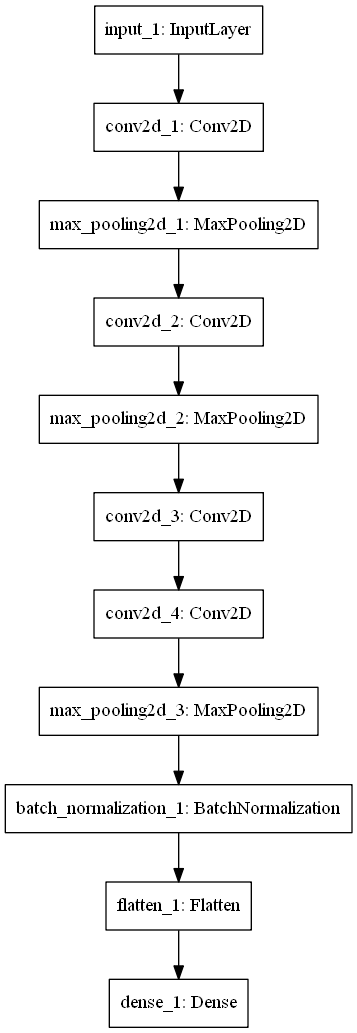 input_1: InputLayer
conv2d_1: Conv2D
max_pooling2d_1: MaxPooling2D
conv2d_2: Conv2D
max_pooling2d_2: MaxPooling2D
conv2d_3: Conv2D
conv2d_4: Conv2D
max_pooling2d_3: MaxPooling2D
batch_normalization_1: BatchNormalization
flatten_1: Flatten
dense_1: Dense